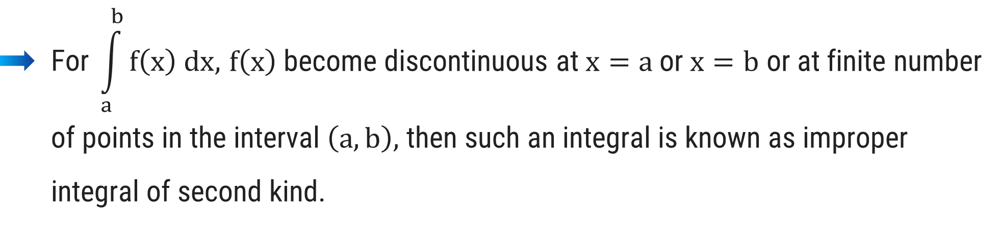 For ∫_a^b f(x) dx, f(x) become discontinuous at x = a or x = b or at finite number
of points in the interval (a, b), then such an integral is known as improper
integral of second kind.